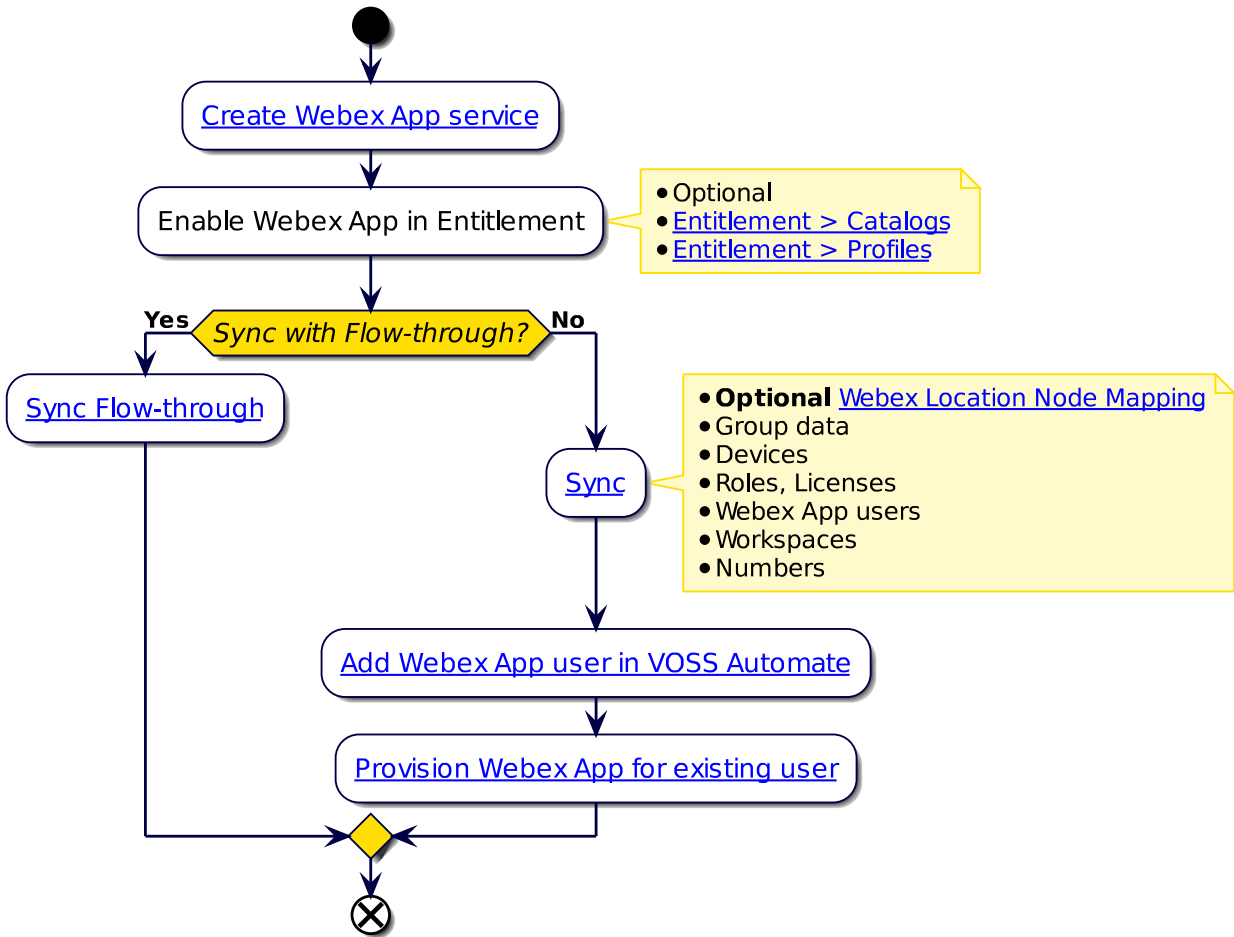 Create Webex App service
Enable Webex App in Entitlement
• Optional
• Entitlement > Catalogs
• Entitlement > Profiles
Yes
Sync with Flow-through?
No
Sync Flow-through
Sync
• Optional Webex Location Node Mapping
• Group data
• Devices
• Roles, Licenses
• Webex App users
• Workspaces
• Numbers
Add Webex App user in VOSS Automate
Provision Webex App for existing user